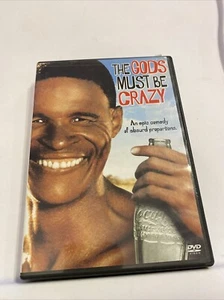 THE GODS
MUST BE
CRAZY
An epic comedy
of absurd proportions.
DVD